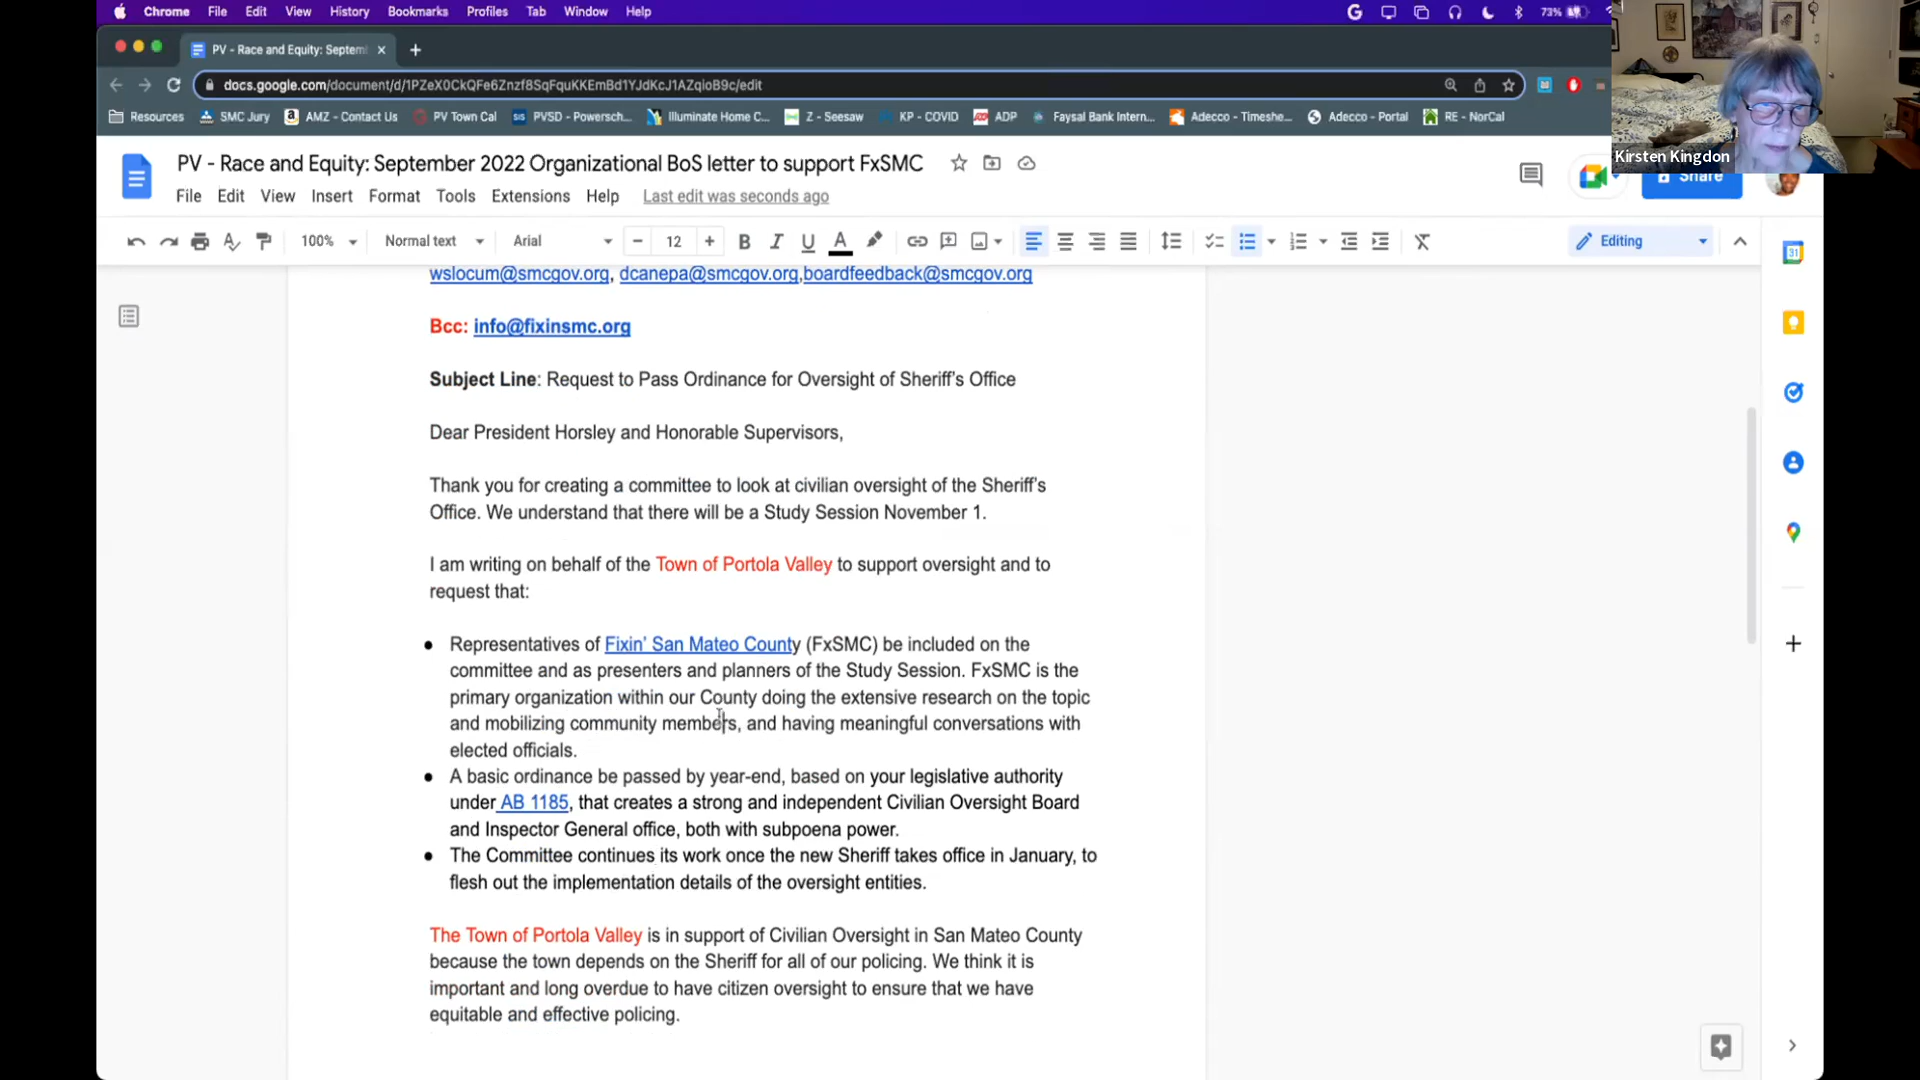 Chrome File Edit View History Bookmarks Profiles Tab Window Help 73%
PV - Race and Equity: Septem
docs.google.com/document/d/1PZeX0CkQFe6Znzf8SqFquKKEmBd1YJdKcJ1AZqioB9c/edit
Resources SMC Jury AMZ - Contact Us PV Town Cal PVSD - Powersch... Illuminate Home C... Z - Seesaw KP - COVID ADP Faysal Bank Intern... Adecco - Timeshe... Adecco - Portal RE - NorCal
Kirsten Kingdon
PV - Race and Equity: September 2022 Organizational BoS letter to support FxSMC
Share
File Edit View Insert Format Tools Extensions Help Last edit was seconds ago
100% Normal text Arial 12 Editing
wslocum@smcgov.org, dcanepa@smcgov.org,boardfeedback@smcgov.org
Bcc: info@fixinsmc.org
Subject Line: Request to Pass Ordinance for Oversight of Sheriff's Office
Dear President Horsley and Honorable Supervisors,
Thank you for creating a committee to look at civilian oversight of the Sheriff's
Office. We understand that there will be a Study Session November 1.
I am writing on behalf of the Town of Portola Valley to support oversight and to
request that:
● Representatives of Fixin' San Mateo County (FxSMC) be included on the
committee and as presenters and planners of the Study Session. FxSMC is the
primary organization within our County doing the extensive research on the topic
and mobilizing community members, and having meaningful conversations with
elected officials.
● A basic ordinance be passed by year-end, based on your legislative authority
under AB 1185, that creates a strong and independent Civilian Oversight Board
and Inspector General office, both with subpoena power.
● The Committee continues its work once the new Sheriff takes office in January, to
flesh out the implementation details of the oversight entities.
The Town of Portola Valley is in support of Civilian Oversight in San Mateo County
because the town depends on the Sheriff for all of our policing. We think it is
important and long overdue to have citizen oversight to ensure that we have
equitable and effective policing.